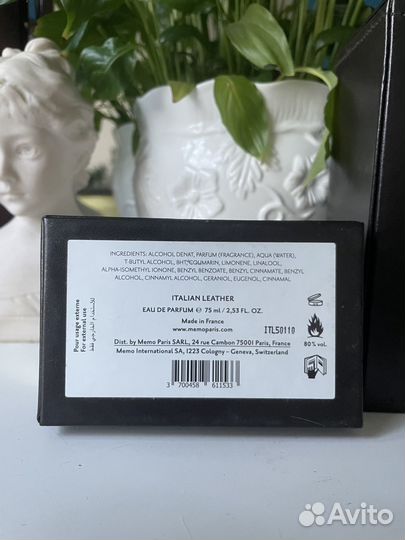 INGREDIENTS: ALCOHOL DENAT, PARFUM (FRAGRANCE), AQUA (WATER),
T-BUTYL ALCOHOL, BHT, COUMARIN, LIMONENE, LINALOOL,
ALPHA-ISOMETHYL IONONE, BENZYL BENZOATE, BENZYL CINNAMATE, BENZYL
ALCOHOL, CINNAMYL ALCOHOL, GERANIOL, EUGENOL, CINNAMAL
ITALIAN LEATHER
EAU DE PARFUM ℮ 75 ml / 2,53 FL. OZ.
Made in France
www.memoparis.com
ITL50110
80% vol.
Dist. by Memo Paris SARL, 24 rue Cambon 75001 Paris, France
Memo International SA, 1223 Cologny - Geneva, Switzerland
3 700458 611533
Pour usage externe
For external use
للاستعمال الخارجي فقط
Avito